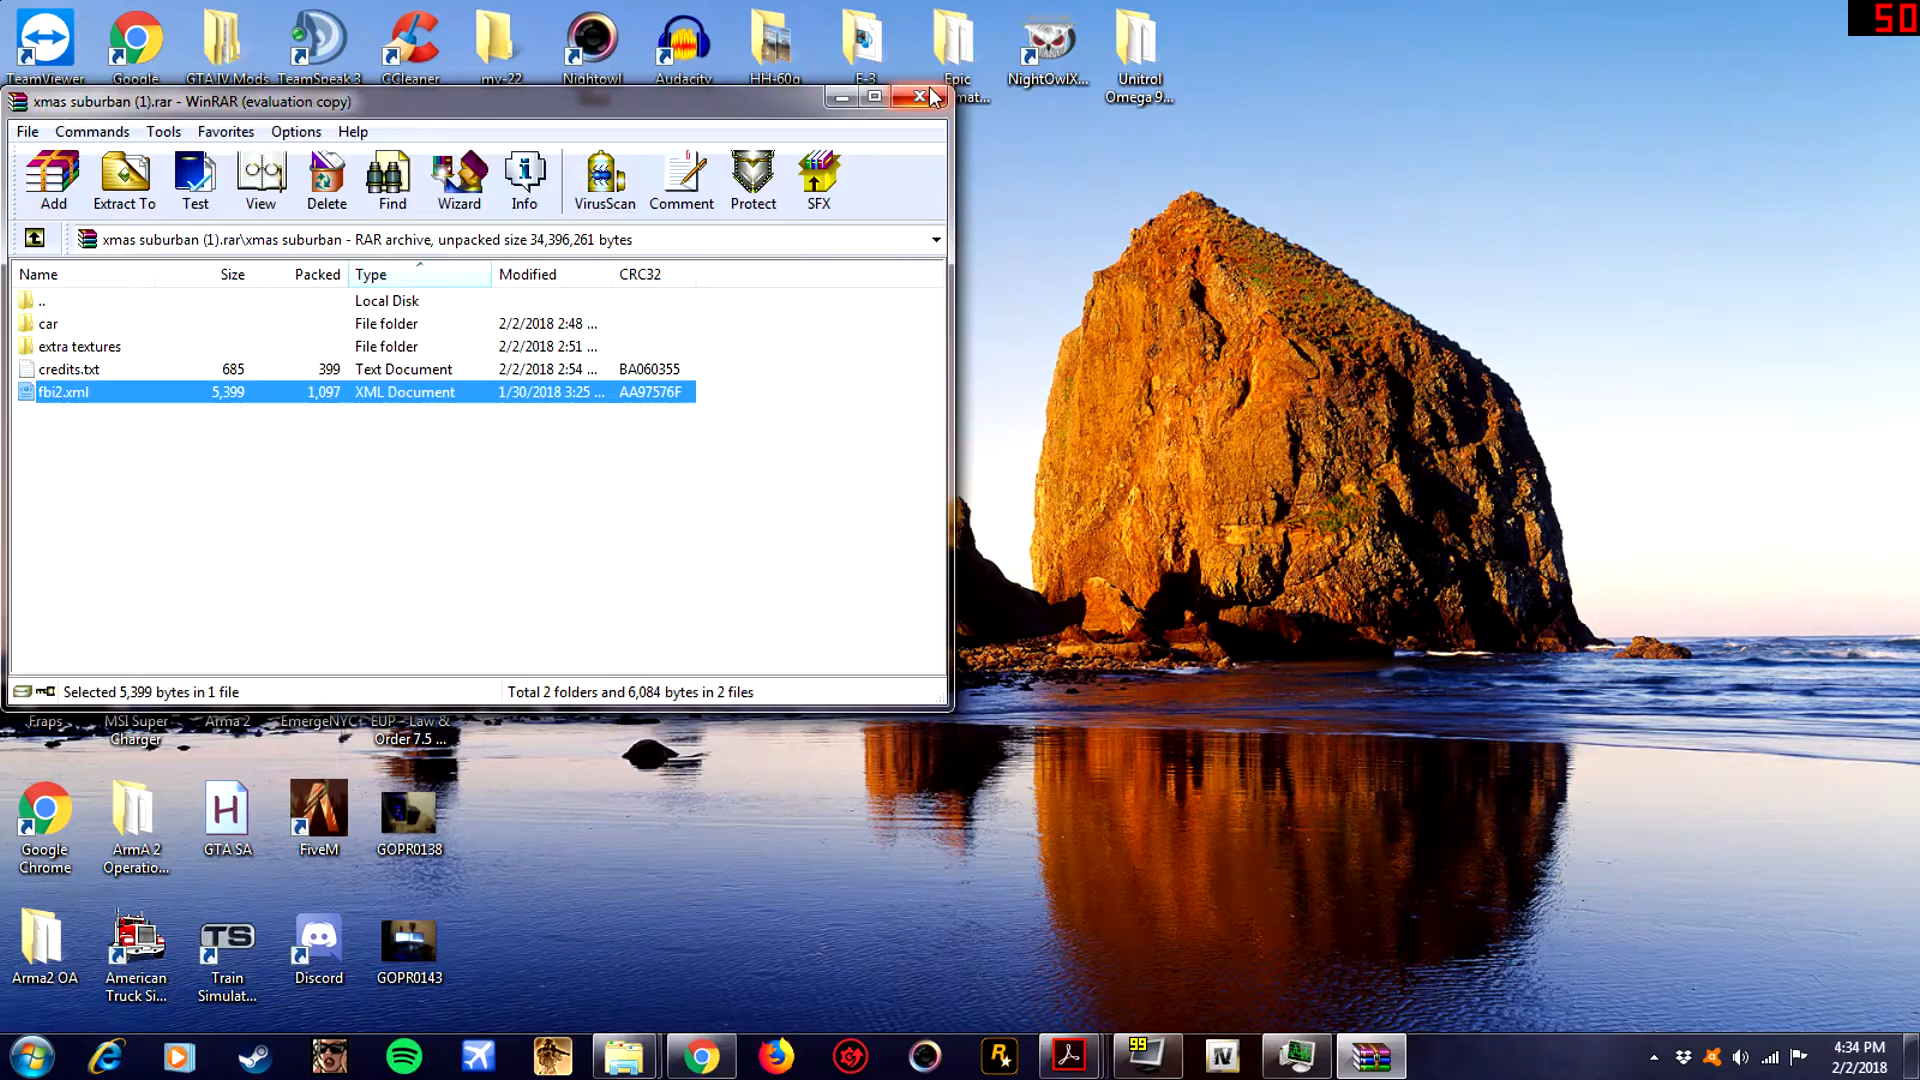 50
TeamViewer
Google
GTA IV Mods
TeamSpeak 3
CCleaner
mv-22
Nightowl
Audacity
HH-60g
E-3
Epic
mat...
NightOwlX...
Unitrol
Omega 9...
xmas suburban (1).rar - WinRAR (evaluation copy)
File Commands Tools Favorites Options Help
Add Extract To Test View Delete Find Wizard Info VirusScan Comment Protect SFX
xmas suburban (1).rar\xmas suburban - RAR archive, unpacked size 34,396,261 bytes
Name Size Packed Type Modified CRC32
.. Local Disk
car File folder 2/2/2018 2:48 ...
extra textures File folder 2/2/2018 2:51 ...
credits.txt 685 399 Text Document 2/2/2018 2:54 ... BA060355
fbi2.xml 5,399 1,097 XML Document 1/30/2018 3:25 ... AA97576F
Selected 5,399 bytes in 1 file
Total 2 folders and 6,084 bytes in 2 files
Fraps
MSI Super
Charger
Arma 2
EmergeNYC
EUP - Law &
Order 7.5 ...
Google
Chrome
ArmA 2
Operatio...
H
GTA SA
FiveM
GOPR0138
Arma2 OA
American
Truck Si...
TS
Train
Simulat...
Discord
GOPR0143
R
99
N
4:34 PM
2/2/2018